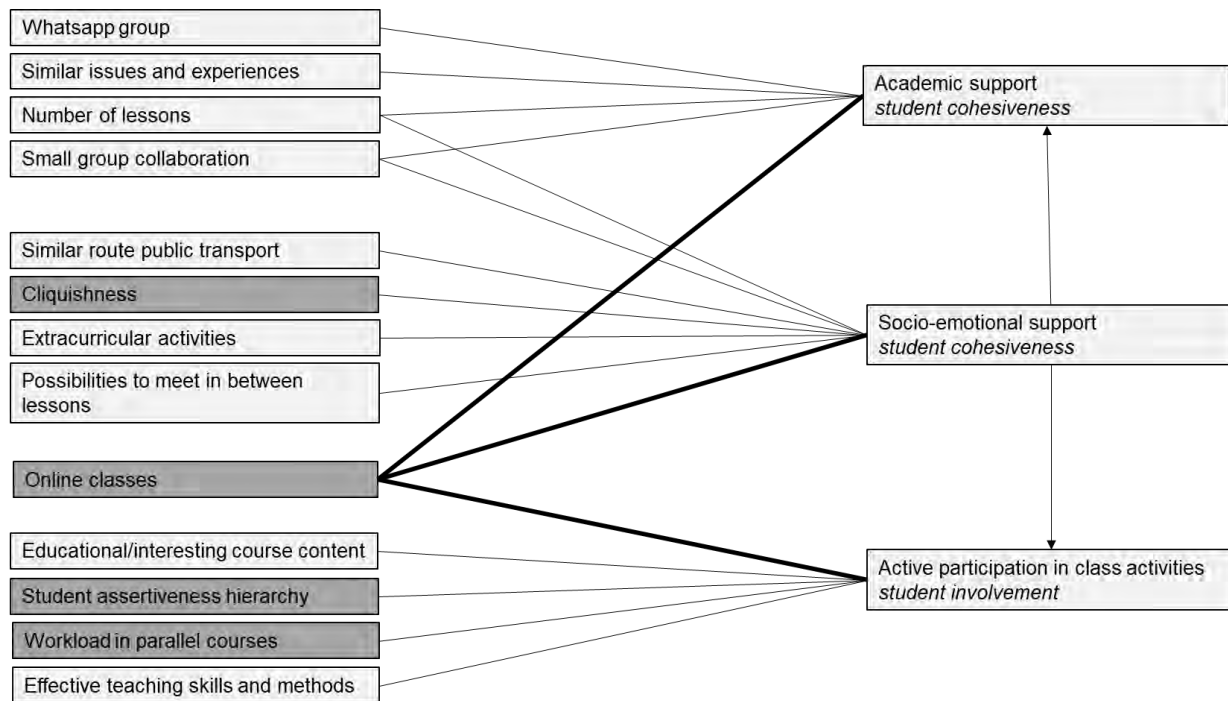 Whatsapp group
Similar issues and experiences
Number of lessons
Small group collaboration
Similar route public transport
Cliquishness
Extracurricular activities
Possibilities to meet in between
lessons
Online classes
Educational/interesting course content
Student assertiveness hierarchy
Workload in parallel courses
Effective teaching skills and methods
Academic support
student cohesiveness
Socio-emotional support
student cohesiveness
Active participation in class activities
student involvement